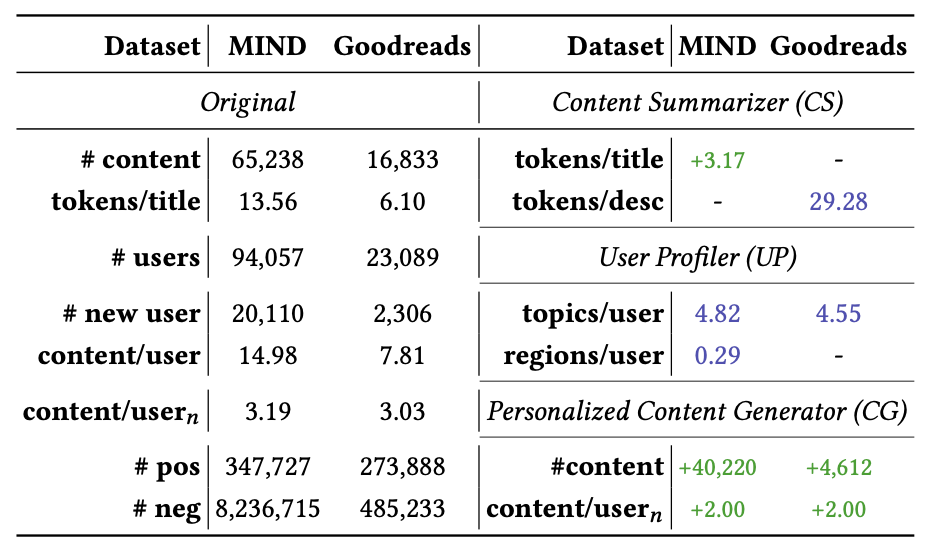 Dataset MIND Goodreads Dataset MIND Goodreads
Original Content Summarizer (CS)
# content 65,238 16,833 tokens/title +3.17 -
tokens/title 13.56 6.10 tokens/desc - 29.28
# users 94,057 23,089 User Profiler (UP)
# new user 20,110 2,306 topics/user 4.82 4.55
content/user 14.98 7.81 regions/user 0.29 -
content/userₙ 3.19 3.03 Personalized Content Generator (CG)
# pos 347,727 273,888 #content +40,220 +4,612
# neg 8,236,715 485,233 content/userₙ +2.00 +2.00